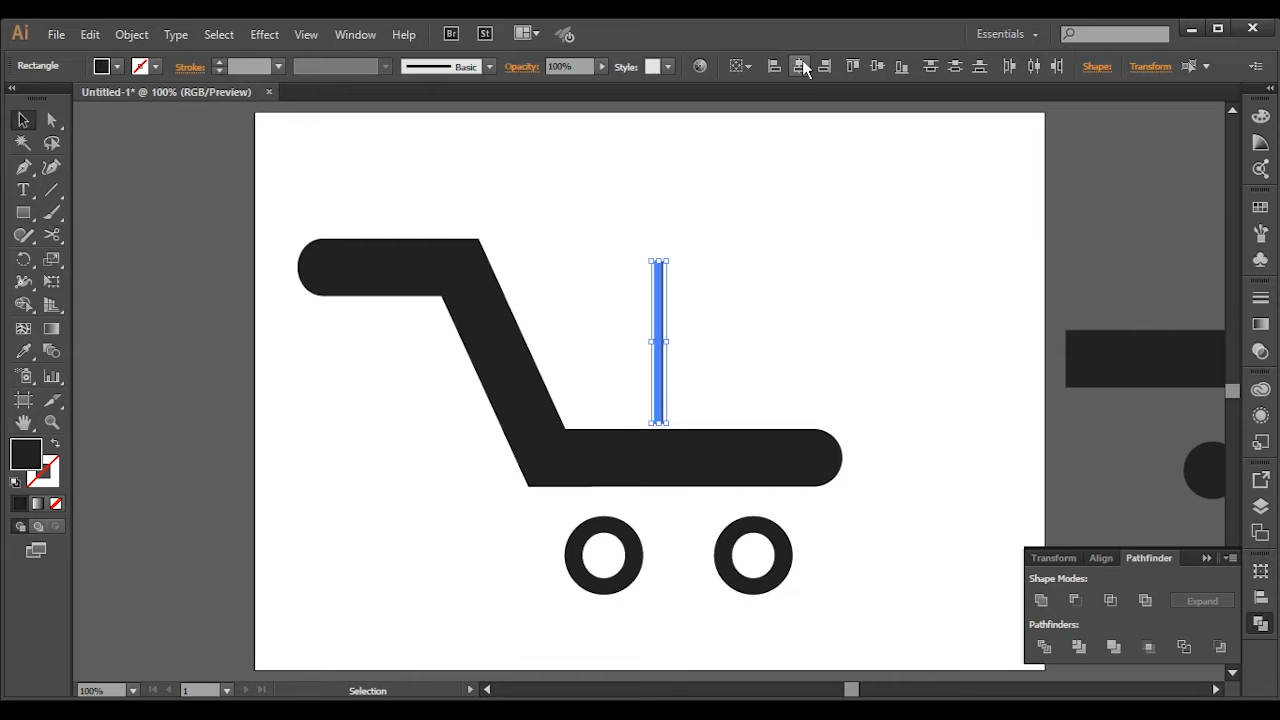 Ai File Edit Object Type Select Effect View Window Help Br St Essentials
Rectangle Stroke: Basic Opacity: 100% Style: Shape: Transform
Untitled-1* @ 100% (RGB/Preview) ×
T
Transform Align Pathfinder
Shape Modes:
Expand
Pathfinders:
100% 1 Selection